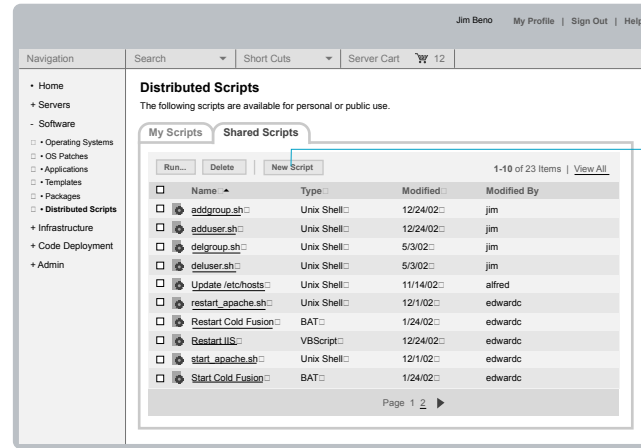 Jim Beno My Profile | Sign Out | Help
Navigation Search Short Cuts Server Cart 12
• Home
+ Servers
- Software
• Operating Systems
• OS Patches
• Applications
• Templates
• Packages
• Distributed Scripts
+ Infrastructure
+ Code Deployment
+ Admin
Distributed Scripts
The following scripts are available for personal or public use.
My Scripts Shared Scripts
Run... Delete | New Script 1-10 of 23 Items | View All
Name Type Modified Modified By
addgroup.sh Unix Shell 12/24/02 jim
adduser.sh Unix Shell 12/24/02 jim
delgroup.sh Unix Shell 5/3/02 jim
deluser.sh Unix Shell 5/3/02 jim
Update /etc/hosts Unix Shell 11/14/02 alfred
restart_apache.sh Unix Shell 12/1/02 edwardc
Restart Cold Fusion BAT 1/24/02 edwardc
Restart IIS VBScript 12/24/02 edwardc
start_apache.sh Unix Shell 12/1/02 edwardc
Start Cold Fusion BAT 1/24/02 edwardc
Page 1 2